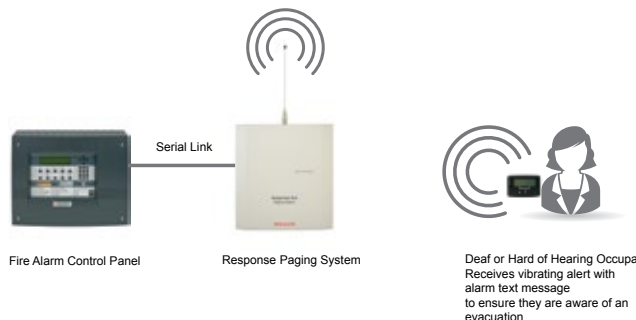 Serial Link
Fire Alarm Control Panel
Response Paging System
Deaf or Hard of Hearing Occupa
Receives vibrating alert with
alarm text message
to ensure they are aware of an
evacuation